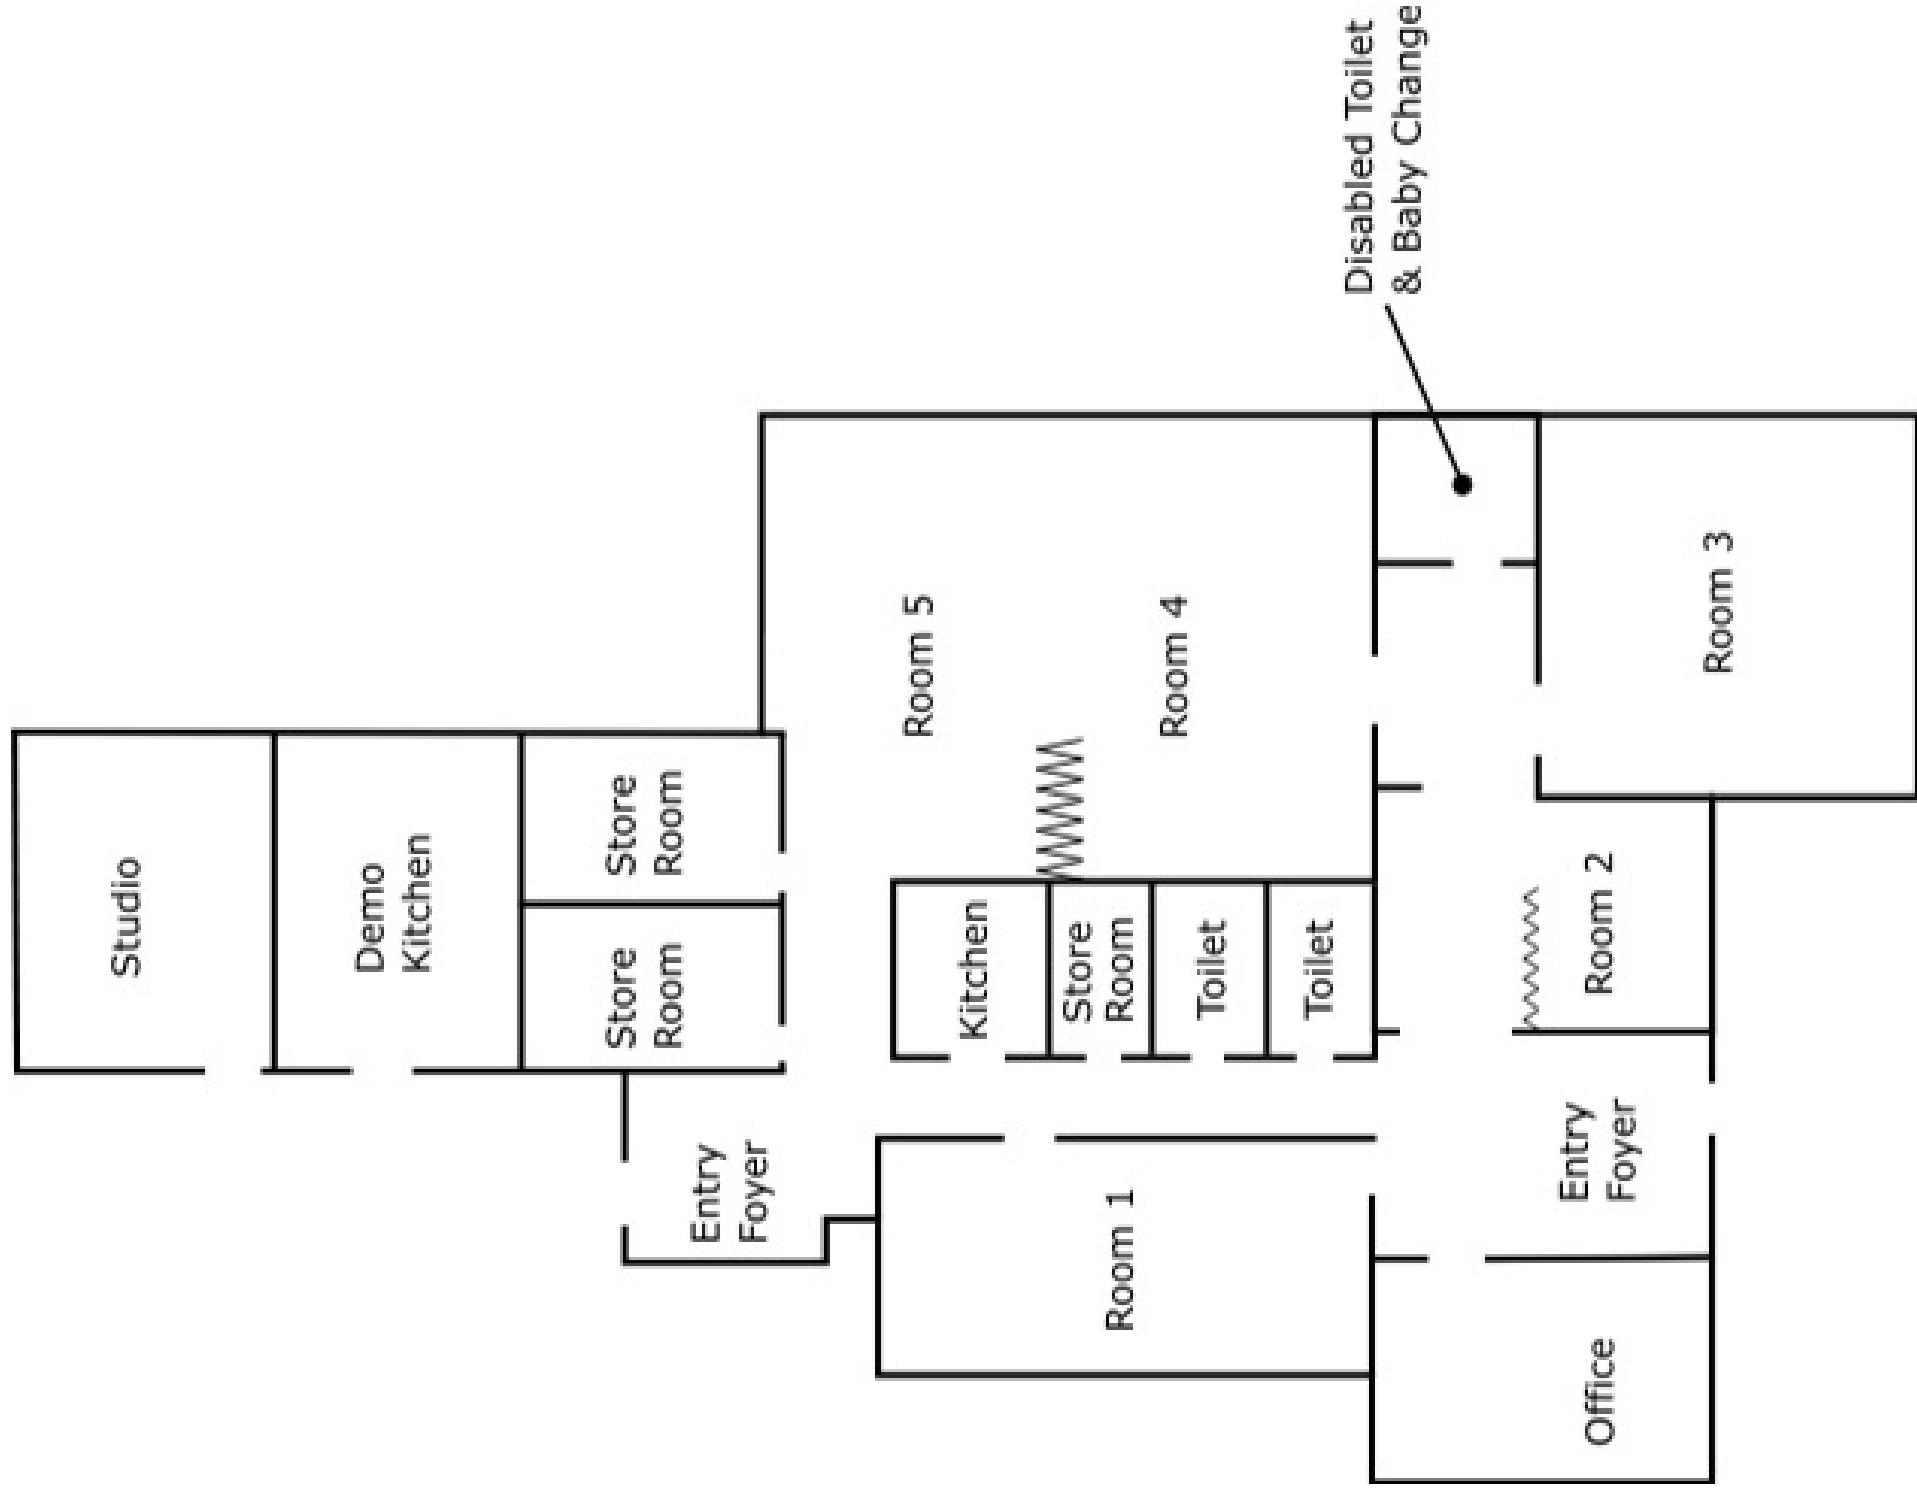 Studio
Demo
Kitchen
Store
Room
Store
Room
Entry
Foyer
Room 5
Kitchen
Store
Room
Toilet
Toilet
Room 4
Room 1
Disabled Toilet
& Baby Change
Room 3
Room 2
Entry
Foyer
Office